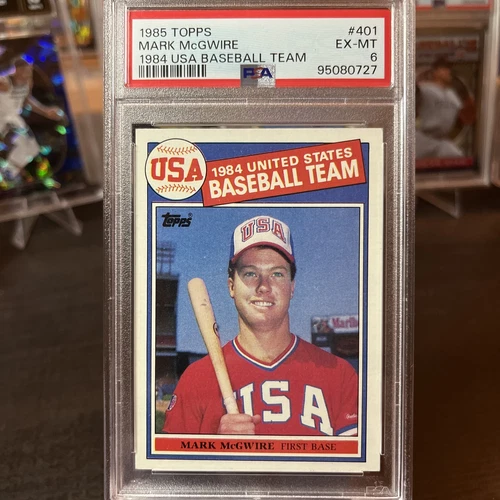 1985 TOPPS #401
MARK McGWIRE EX-MT
1984 USA BASEBALL TEAM 6
PSA 95080727
USA
1984 UNITED STATES
BASEBALL TEAM
Topps
USA
Marlboro
USA
MARK McGWIRE FIRST BASE